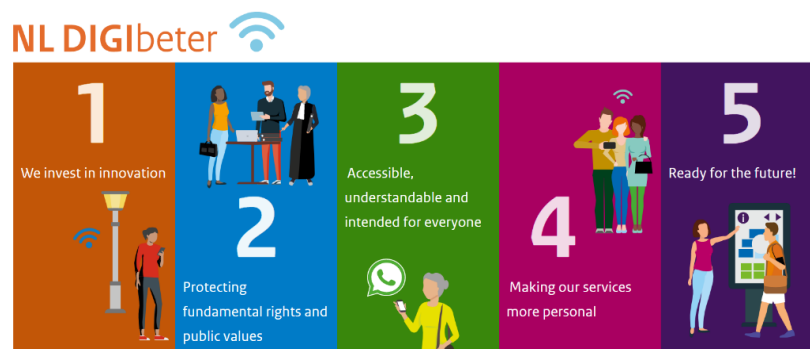 NL DIGIbeter
1
We invest in innovation
2
Protecting
fundamental rights and
public values
3
Accessible,
understandable and
intended for everyone
4
Making our services
more personal
5
Ready for the future!
i